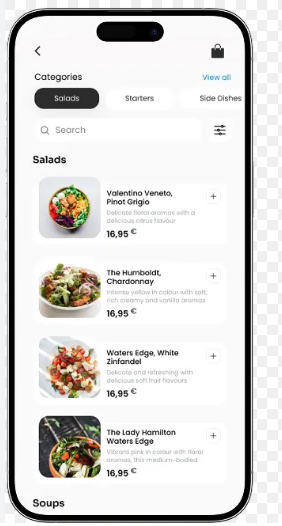 Categories
View all
Salads
Starters
Side Dishes
Search
Salads
Valentino Veneto,
Pinot Grigio
Delicate floral aromas with a
delicious citrus flavour
16,95 €
The Humboldt,
Chardonnay
Intense yellow in colour with soft,
rich creamy and vanilla aromas
16,95 €
Waters Edge, White
Zinfandel
Delicate and refreshing with
delicious soft fruit flavours
16,95 €
The Lady Hamilton
Waters Edge
Vibrant pink in colour with floral
aromas, this medium-bodied
16,95 €
Soups